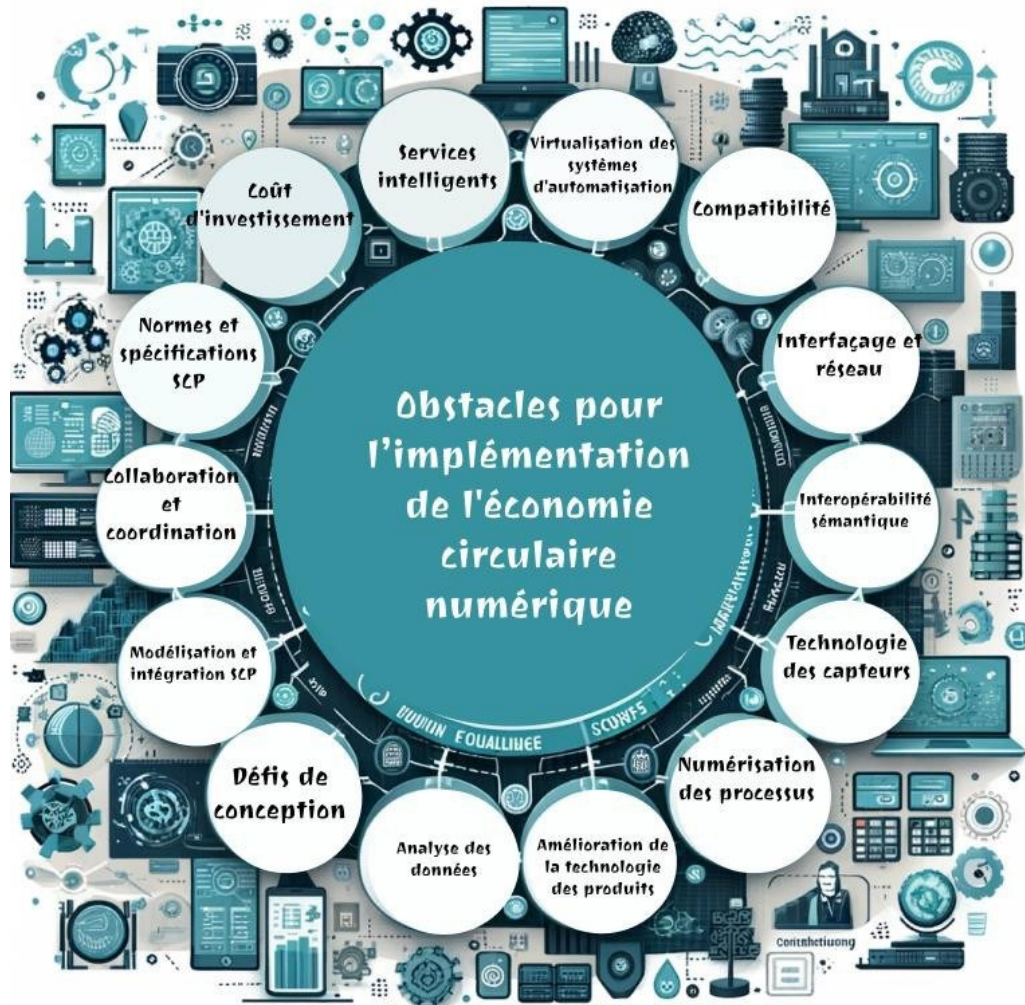 Obstacles pour
l'implémentation
de l'économie
circulaire
numérique
Services
intelligents
Virtualisation des
systèmes
d'automatisation
Compatibilité
Interfaçage et
réseau
Interopérabilité
sémantique
Technologie
des capteurs
Numérisation
des processus
Amélioration de
la technologie
des produits
Analyse des
données
Défis de
conception
Modélisation et
intégration SCP
Collaboration
et
coordination
Normes et
spécifications
SCP
Coût
d'investissement